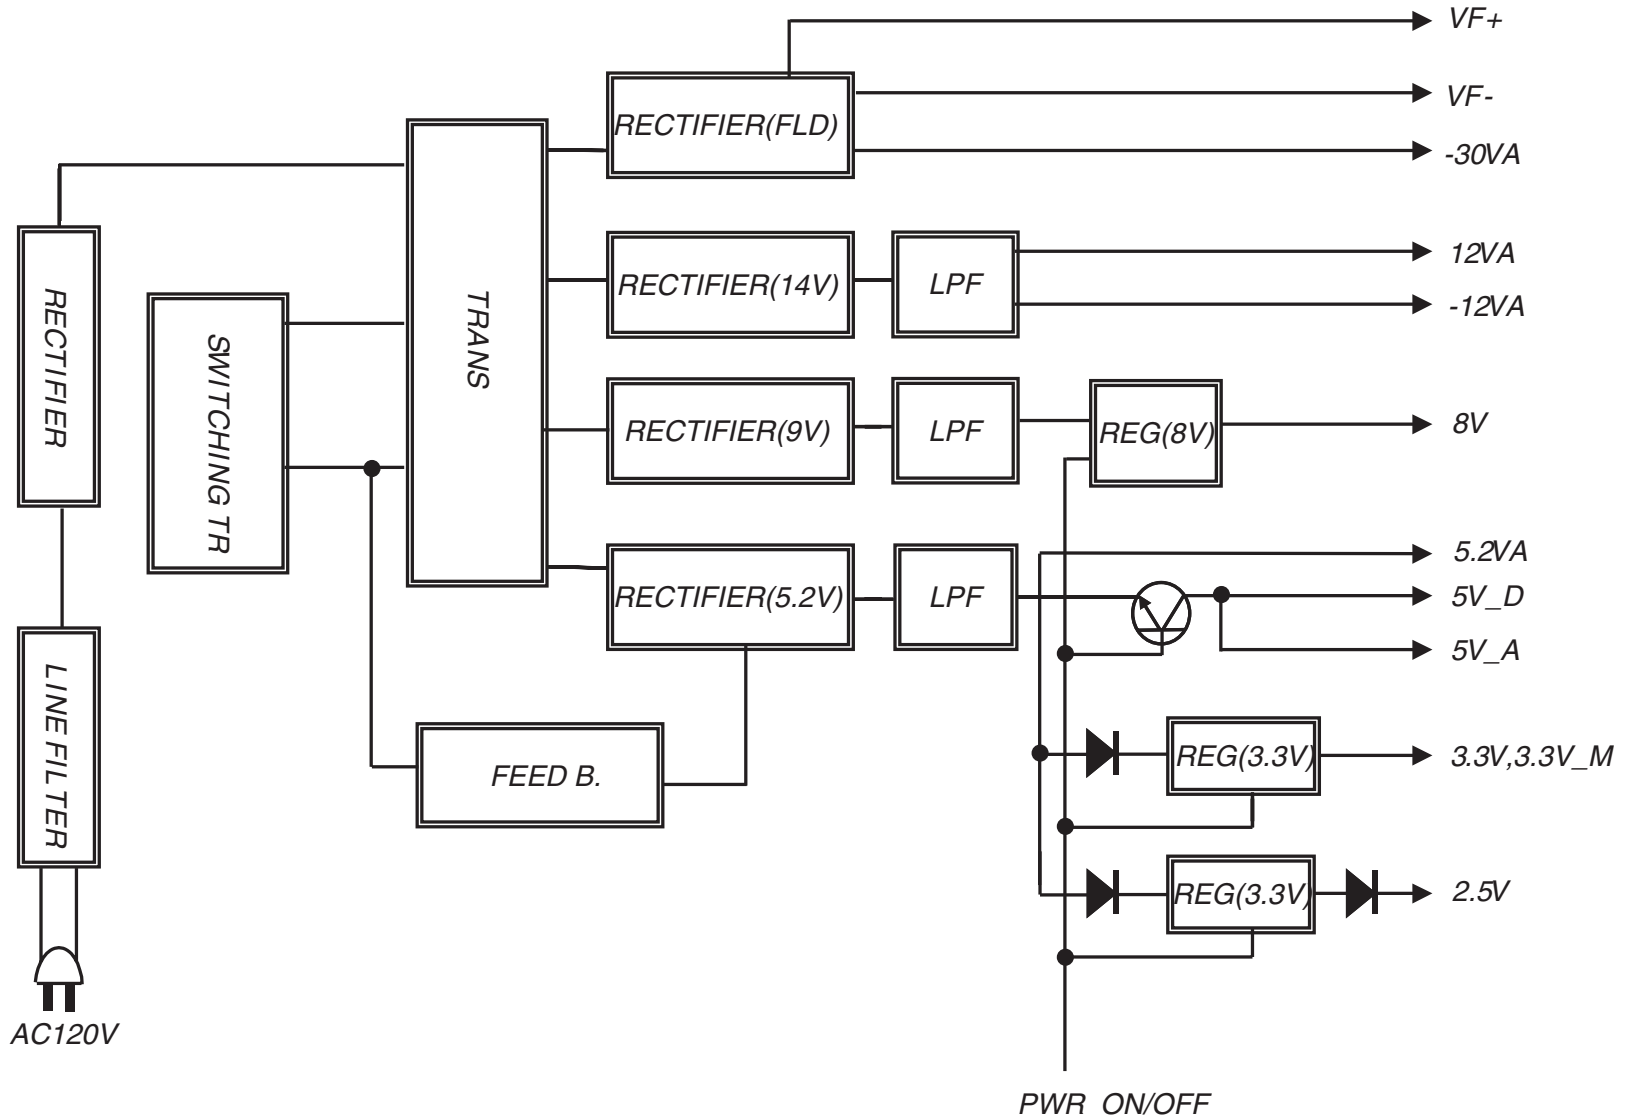 VF+
VF-
RECTIFIER(FLD)
-30VA
RECTIFIER
SWITCHING TR
TRANS
RECTIFIER(14V)
LPF
12VA
-12VA
RECTIFIER(9V)
LPF
REG(8V)
8V
5.2VA
RECTIFIER(5.2V)
LPF
5V_D
5V_A
LINE FILTER
FEED B.
REG(3.3V)
3.3V,3.3V_M
REG(3.3V)
2.5V
AC120V
PWR ON/OFF